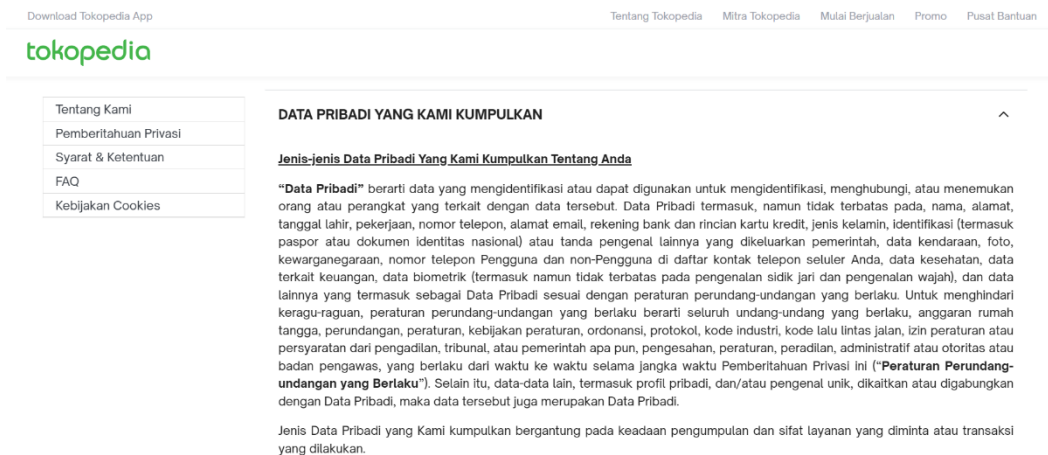 Download Tokopedia App
Tentang Tokopedia Mitra Tokopedia Mulai Berjualan Promo Pusat Bantuan
tokopedia
Tentang Kami
Pemberitahuan Privasi
Syarat & Ketentuan
FAQ
Kebijakan Cookies
DATA PRIBADI YANG KAMI KUMPULKAN
Jenis-jenis Data Pribadi Yang Kami Kumpulkan Tentang Anda
“Data Pribadi” berarti data yang mengidentifikasi atau dapat digunakan untuk mengidentifikasi, menghubungi, atau menemukan
orang atau perangkat yang terkait dengan data tersebut. Data Pribadi termasuk, namun tidak terbatas pada, nama, alamat,
tanggal lahir, pekerjaan, nomor telepon, alamat email, rekening bank dan rincian kartu kredit, jenis kelamin, identifikasi (termasuk
paspor atau dokumen identitas nasional) atau tanda pengenal lainnya yang dikeluarkan pemerintah, data kendaraan, foto,
kewarganegaraan, nomor telepon Pengguna dan non-Pengguna di daftar kontak telepon seluler Anda, data kesehatan, data
terkait keuangan, data biometrik (termasuk namun tidak terbatas pada pengenalan sidik jari dan pengenalan wajah), dan data
lainnya yang termasuk sebagai Data Pribadi sesuai dengan peraturan perundang-undangan yang berlaku. Untuk menghindari
keragu-raguan, peraturan perundang-undangan yang berlaku berarti seluruh undang-undang yang berlaku, anggaran rumah
tangga, perundangan, peraturan, kebijakan peraturan, ordonansi, protokol, kode industri, kode lalu lintas jalan, izin peraturan atau
persyaratan dari pengadilan, tribunal, atau pemerintah apa pun, pengesahan, peraturan, peradilan, administratif atau otoritas atau
badan pengawas, yang berlaku dari waktu ke waktu selama jangka waktu Pemberitahuan Privasi ini (“Peraturan Perundang-
undangan yang Berlaku”). Selain itu, data-data lain, termasuk profil pribadi, dan/atau pengenal unik, dikaitkan atau digabungkan
dengan Data Pribadi, maka data tersebut juga merupakan Data Pribadi.
Jenis Data Pribadi yang Kami kumpulkan bergantung pada keadaan pengumpulan dan sifat layanan yang diminta atau transaksi
yang dilakukan.